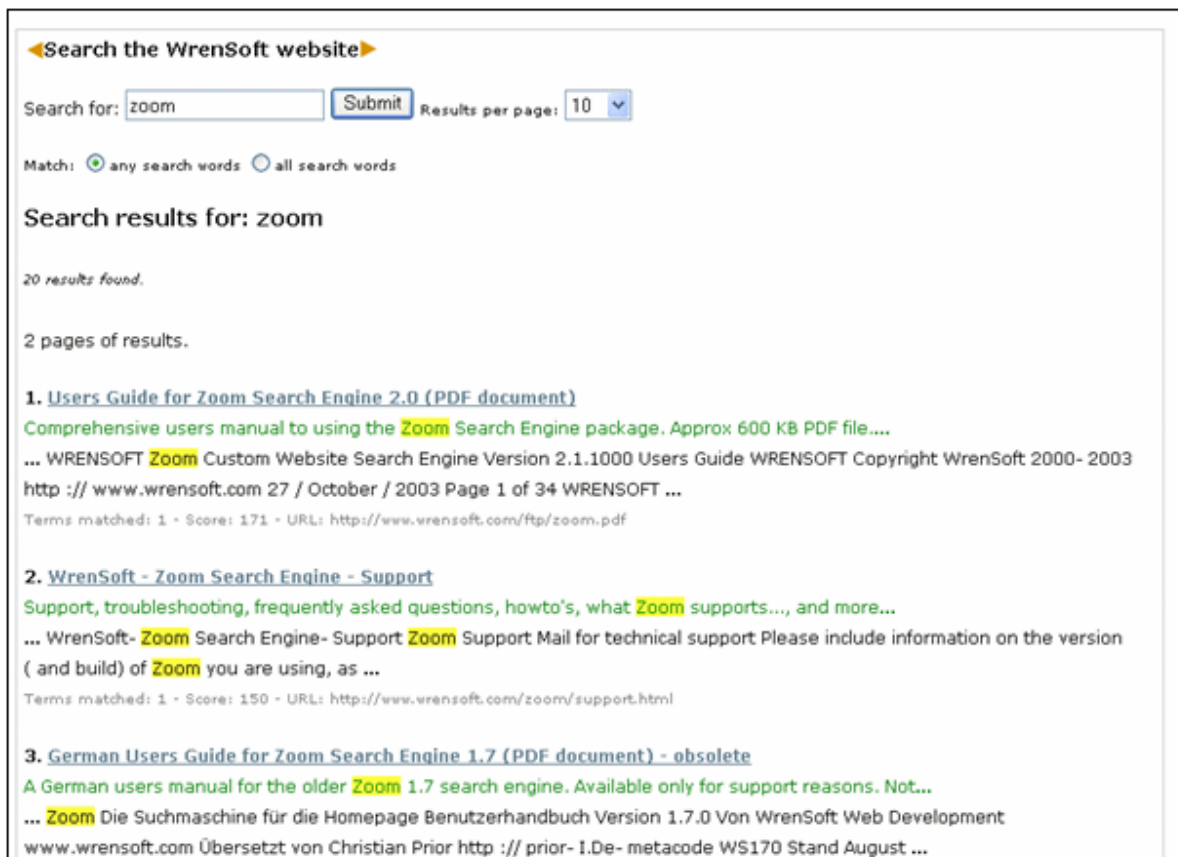 Search the WrenSoft website
Search for: zoom Submit Results per page: 10
Match: any search words all search words
Search results for: zoom
20 results found.
2 pages of results.
1. Users Guide for Zoom Search Engine 2.0 (PDF document)
Comprehensive users manual to using the Zoom Search Engine package. Approx 600 KB PDF file....
... WRENSOFT Zoom Custom Website Search Engine Version 2.1.1000 Users Guide WRENSOFT Copyright WrenSoft 2000- 2003
http :// www.wrensoft.com 27 / October / 2003 Page 1 of 34 WRENSOFT ...
Terms matched: 1 - Score: 171 - URL: http://www.wrensoft.com/ftp/zoom.pdf
2. WrenSoft - Zoom Search Engine - Support
Support, troubleshooting, frequently asked questions, howto's, what Zoom supports..., and more...
... WrenSoft- Zoom Search Engine- Support Zoom Support Mail for technical support Please include information on the version
( and build) of Zoom you are using, as ...
Terms matched: 1 - Score: 150 - URL: http://www.wrensoft.com/zoom/support.html
3. German Users Guide for Zoom Search Engine 1.7 (PDF document) - obsolete
A German users manual for the older Zoom 1.7 search engine. Available only for support reasons. Not...
... Zoom Die Suchmaschine für die Homepage Benutzerhandbuch Version 1.7.0 Von WrenSoft Web Development
www.wrensoft.com Übersetzt von Christian Prior http :// prior- I.De- metacode WS170 Stand August ...